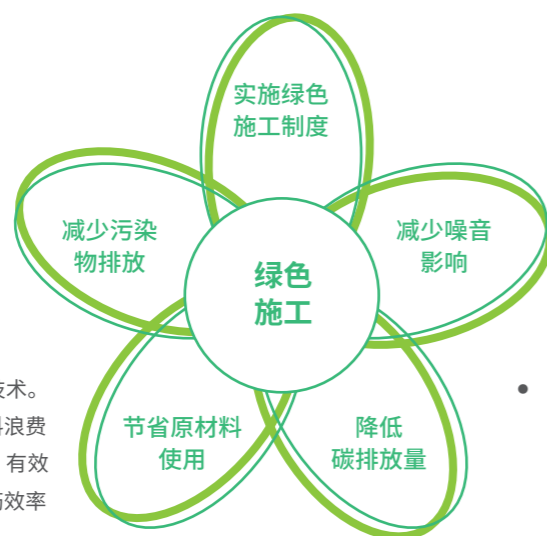 实施绿色
施工制度
减少污染
物排放
减少噪音
影响
绿色
施工
节省原材料
使用
降低
碳排放量
技术。
浪费
有效
效率
•